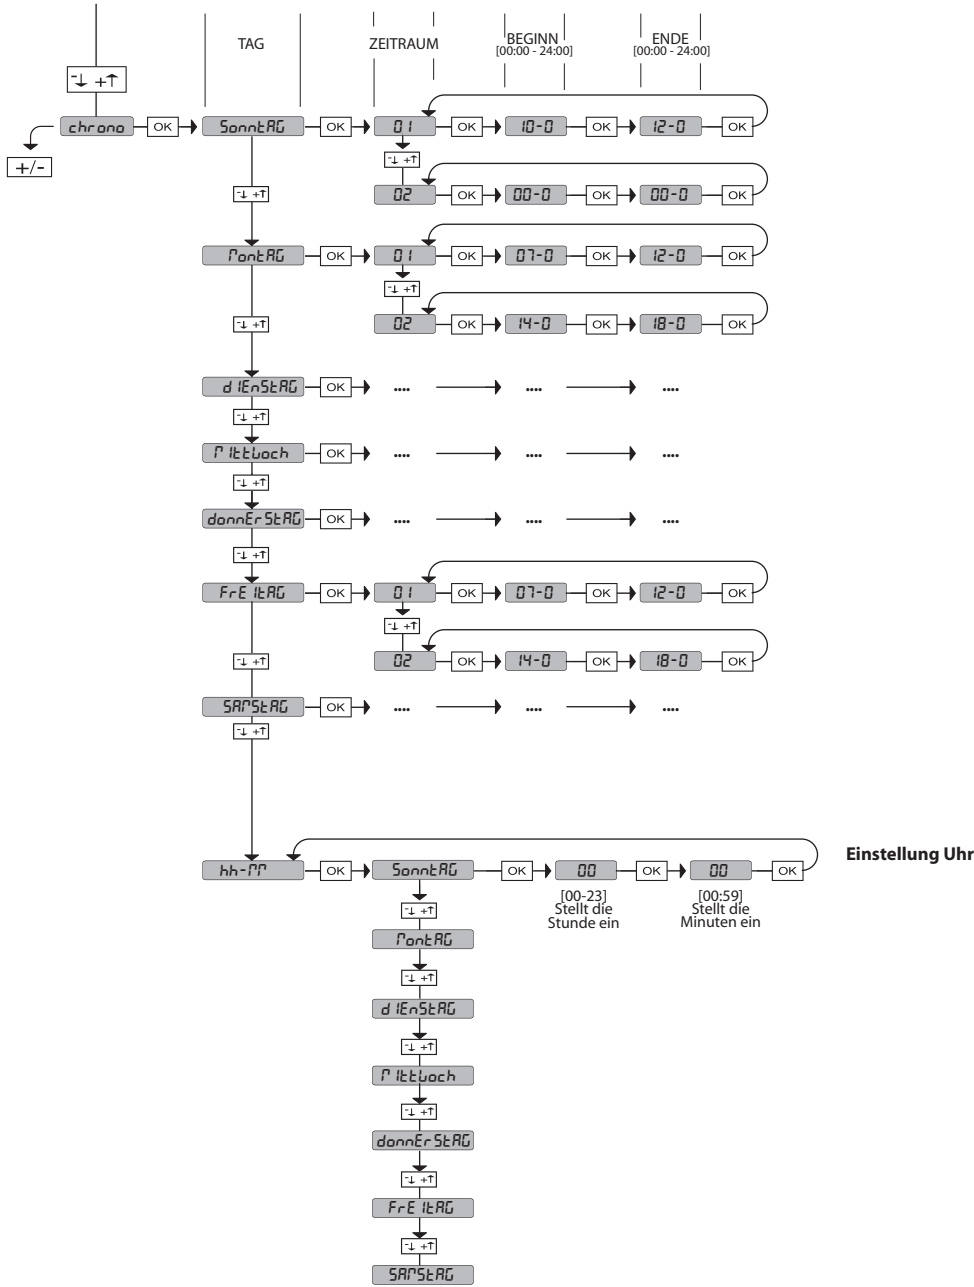 TAG ZEITRAUM BEGINN ENDE
[00:00 - 24:00] [00:00 - 24:00]
-↓ +↑
chrono OK SonntAG OK 01 OK 10-0 OK 12-0 OK
+/-
-↓ +↑
-↓ +↑ 02 OK 00-0 OK 00-0 OK
MontAG OK 01 OK 07-0 OK 12-0 OK
-↓ +↑
-↓ +↑ 02 OK 14-0 OK 18-0 OK
dIEnStAG OK .... .... ....
-↓ +↑
MIttwoch OK .... .... ....
-↓ +↑
donnErStAG OK .... .... ....
-↓ +↑
FrEItAG OK 01 OK 07-0 OK 12-0 OK
-↓ +↑
-↓ +↑ 02 OK 14-0 OK 18-0 OK
SAMStAG OK .... .... ....
-↓ +↑
Einstellung Uhr
hh-MM OK SonntAG OK 00 OK 00 OK
[00-23] [00:59]
Stellt die Stellt die
Stunde ein Minuten ein
-↓ +↑
MontAG
-↓ +↑
dIEnStAG
-↓ +↑
MIttwoch
-↓ +↑
donnErStAG
-↓ +↑
FrEItAG
-↓ +↑
SAMStAG